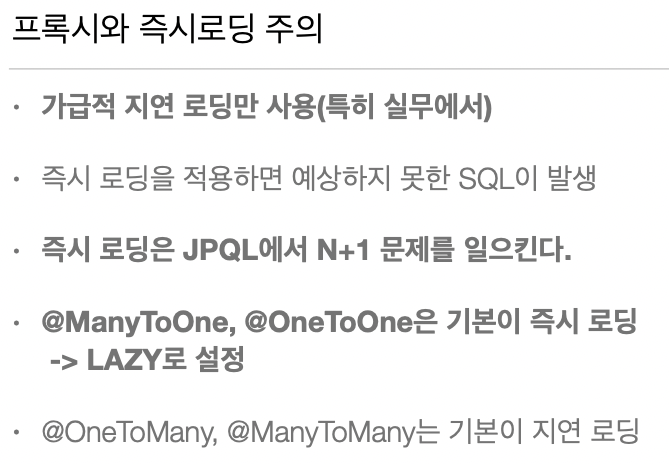 프록시와 즉시로딩 주의
• 가급적 지연 로딩만 사용(특히 실무에서)
• 즉시 로딩을 적용하면 예상하지 못한 SQL이 발생
• 즉시 로딩은 JPQL에서 N+1 문제를 일으킨다.
• @ManyToOne, @OneToOne은 기본이 즉시 로딩
-> LAZY로 설정
• @OneToMany, @ManyToMany는 기본이 지연 로딩